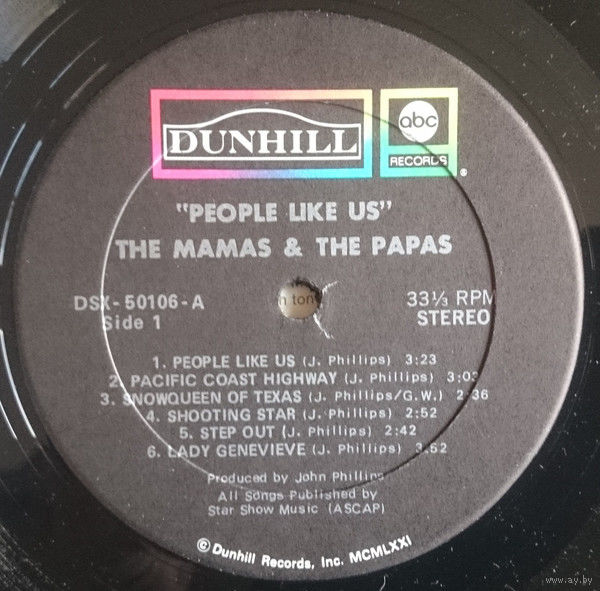 DUNHILL
abc
RECORDS
®
"PEOPLE LIKE US"
THE MAMAS & THE PAPAS
DSX-50106-A
Side 1
n ton
33⅓ RPM
STEREO
1. PEOPLE LIKE US (J. Phillips) 3:23
2. PACIFIC COAST HIGHWAY (J. Phillips) 3:03
3. SNOWQUEEN OF TEXAS (J. Phillips/G.W.) 2:36
4. SHOOTING STAR (J. Phillips) 2:52
5. STEP OUT (J. Phillips) 2:42
6. LADY GENEVIEVE (J. Phillips) 3:52
Produced by John Phillips
All Songs Published by
Star Show Music (ASCAP)
© Dunhill Records, Inc. MCMLXXI
www.ay.by